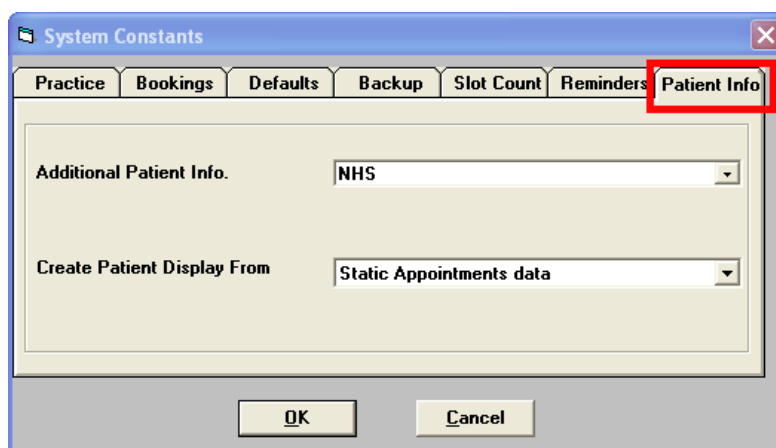 System Constants
Practice Bookings Defaults Backup Slot Count Reminders Patient Info
Additional Patient Info. NHS
Create Patient Display From Static Appointments data
OK Cancel